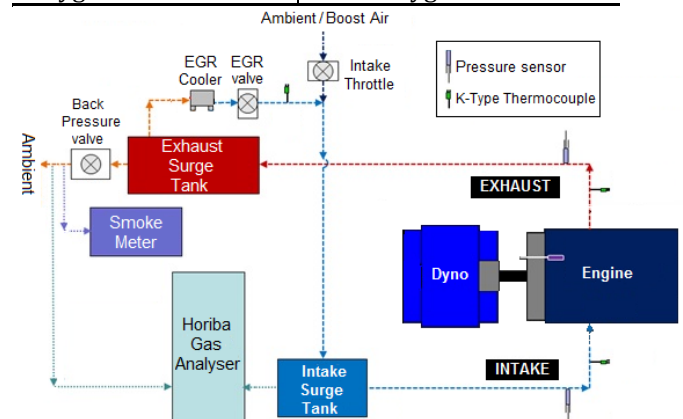 Ambient/Boost Air
EGR
Cooler
EGR
valve
Intake
Throttle
Pressure sensor
K-Type Thermocouple
Back
Pressure
valve
Ambient
Exhaust
Surge
Tank
EXHAUST
Smoke
Meter
Dyno
Engine
Horiba
Gas
Analyser
Intake
Surge
Tank
INTAKE